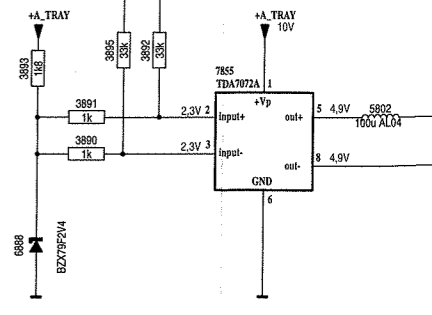 +A_TRAY
+A_TRAY
10V
3893
1k8
3895
33k
3892
33k
7855
TDA7072A
1
+Vp
3891
1k
2,3V
2
input+
out+
5
4,9V
5802
100u AL04
3890
1k
2,3V
3
input-
out-
8
4,9V
GND
6
6888
BZX79F2V4